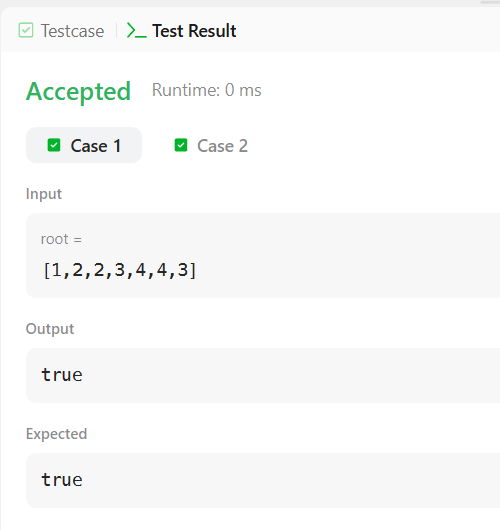 Testcase
Test Result
Accepted
Runtime: 0 ms
Case 1
Case 2
Input
root =
[1,2,2,3,4,4,3]
Output
true
Expected
true